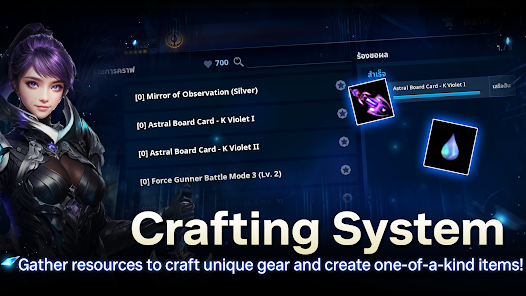 700
ร้องขอผล
สำเร็จ
[0] Mirror of Observation (Silver)
Astral Board Card - K Violet I
[0] Astral Board Card - K Violet I
[0] Astral Board Card - K Violet II
[0] Force Gunner Battle Mode 3 (Lv. 2)
Crafting System
Gather resources to craft unique gear and create one-of-a-kind items!